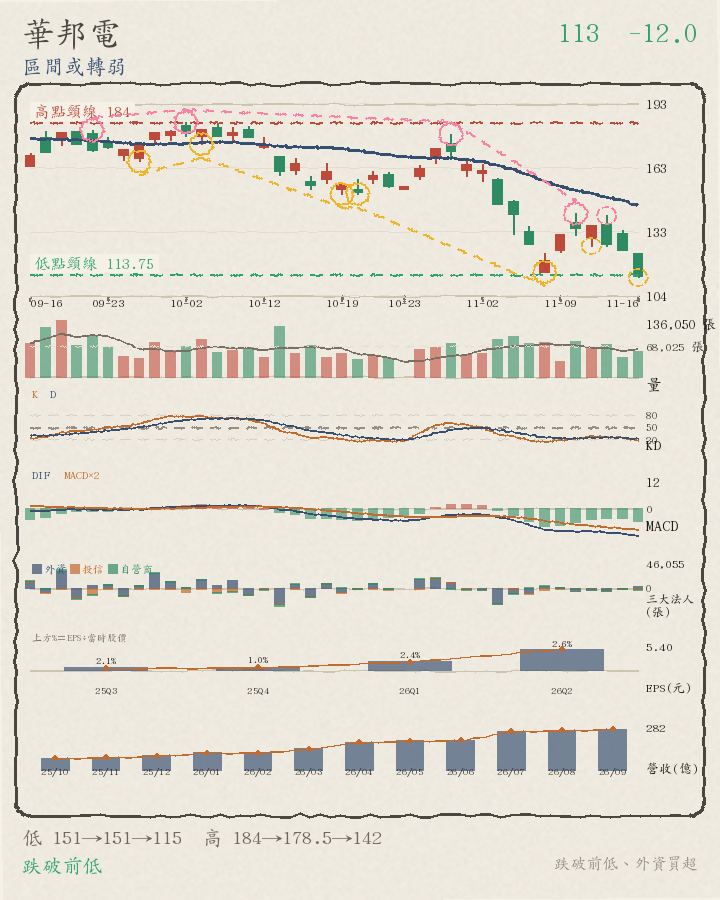 華邦電
113 -12.0
區間或轉弱
193
高點頸線 184
163
133
低點頸線 113.75
104
09-16 09-23 10-02 10-12 10-19 10-23 11-02 11-09 11-16
136,050 張
68,025 張
量
K D
80
50
20
KD
DIF MACD×2
12
0
MACD
46,055
外資 投信 自營商
0
三大法人
(張)
上方%=EPS÷當時股價
5.40
2.1% 1.0% 2.4% 2.6%
25Q3 25Q4 26Q1 26Q2
EPS(元)
282
25/10 25/11 25/12 26/01 26/02 26/03 26/04 26/05 26/06 26/07 26/08 26/09
營收(億)
低 151→151→115 高 184→178.5→142
跌破前低
跌破前低、外資買超